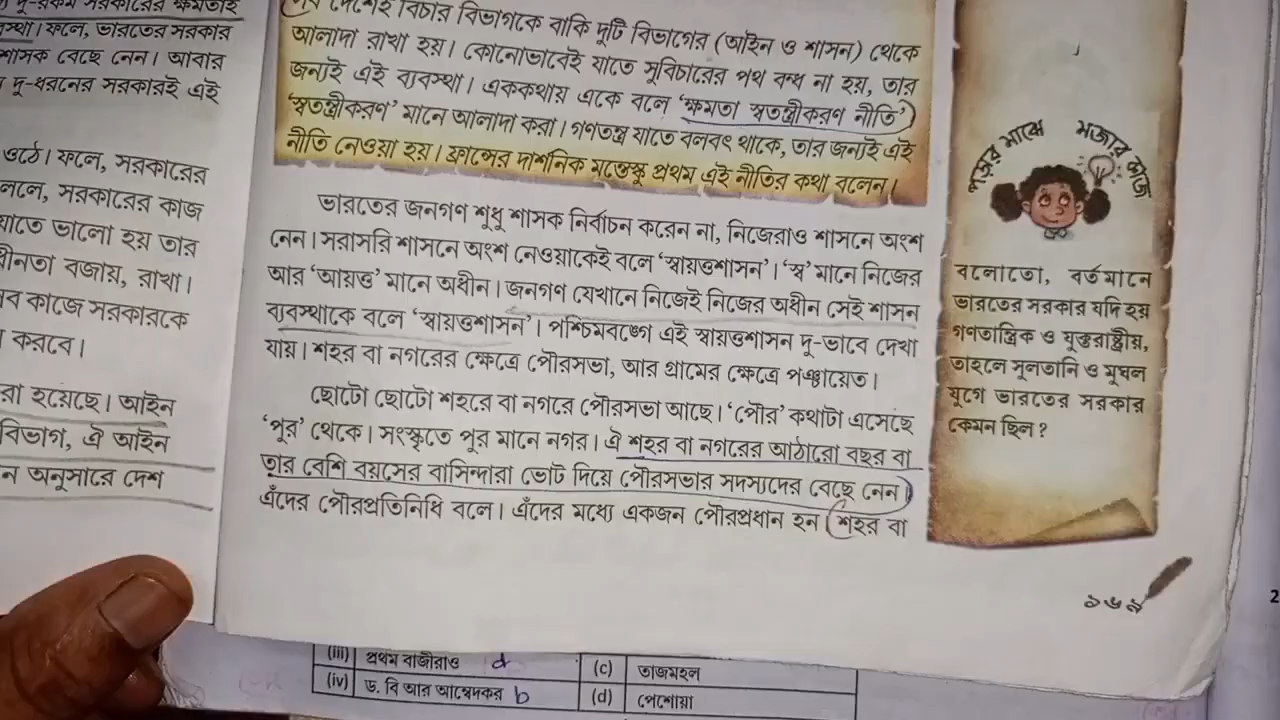 দু-রকম সরকারের ক্ষমতাই
ফলে, ভারতের সরকার
শাসক বেছে নেন। আবার
দু-ধরনের সরকারই এই
ওঠে। ফলে, সরকারের
সরকারের কাজ
যাতে ভালো হয় তার
বজায়, রাখা।
কাজে সরকারকে
করবে।
হয়েছে। আইন
বিভাগ, ঐ আইন
অনুসারে দেশ
দেশেই বিচার বিভাগকে বাকি দুটি বিভাগের (আইন ও শাসন) থেকে
আলাদা রাখা হয়। কোনোভাবেই যাতে সুবিচারের পথ বন্ধ না হয়, তার
জন্যই এই ব্যবস্থা। এককথায় একে বলে ‘ক্ষমতা স্বতন্ত্রীকরণ নীতি’
‘স্বতন্ত্রীকরণ’ মানে আলাদা করা। গণতন্ত্র যাতে বলবৎ থাকে, তার জন্যই এই
নীতি নেওয়া হয়। ফ্রান্সের দার্শনিক মন্তেস্কু প্রথম এই নীতির কথা বলেন।
ভারতের জনগণ শুধু শাসক নির্বাচন করেন না, নিজেরাও শাসনে অংশ
নেন। সরাসরি শাসনে অংশ নেওয়াকেই বলে ‘স্বায়ত্তশাসন’। ‘স্ব’ মানে নিজের
আর ‘আয়ত্ত’ মানে অধীন। জনগণ যেখানে নিজেই নিজের অধীন সেই শাসন
ব্যবস্থাকে বলে ‘স্বায়ত্তশাসন’। পশ্চিমবঙ্গে এই স্বায়ত্তশাসন দু-ভাবে দেখা
যায়। শহর বা নগরের ক্ষেত্রে পৌরসভা, আর গ্রামের ক্ষেত্রে পঞ্চায়েত।
ছোটো ছোটো শহরে বা নগরে পৌরসভা আছে। ‘পৌর’ কথাটা এসেছে
‘পুর’ থেকে। সংস্কৃতে পুর মানে নগর। ঐ শহর বা নগরের আঠারো বছর বা
তার বেশি বয়সের বাসিন্দারা ভোট দিয়ে পৌরসভার সদস্যদের বেছে নেন।
এঁদের পৌরপ্রতিনিধি বলে। এঁদের মধ্যে একজন পৌরপ্রধান হন শহর বা
পড়ার মাঝে মজার কাজ
বলোতো, বর্তমানে
ভারতের সরকার যদি হয়
গণতান্ত্রিক ও যুক্তরাষ্ট্রীয়,
তাহলে সুলতানি ও মুঘল
যুগে ভারতের সরকার
কেমন ছিল?
১৬৯
2
(iii) প্রথম বাজীরাও d (c) তাজমহল
(iv) ড. বি আর আম্বেদকর b (d) পেশোয়া